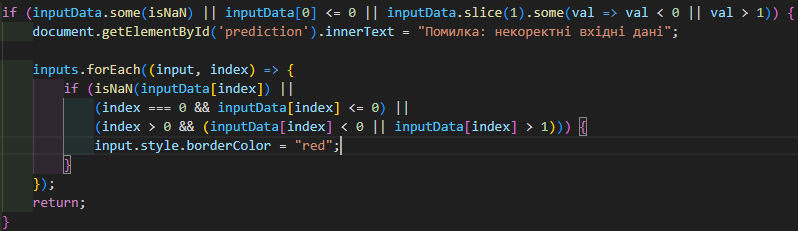 if (inputData.some(isNaN) || inputData[0] <= 0 || inputData.slice(1).some(val => val < 0 || val > 1)) {
document.getElementById('prediction').innerText = "Помилка: некоректні вхідні дані";
inputs.forEach((input, index) => {
if (isNaN(inputData[index]) ||
(index === 0 && inputData[index] <= 0) ||
(index > 0 && (inputData[index] < 0 || inputData[index] > 1))) {
input.style.borderColor = "red";
}
});
return;
}